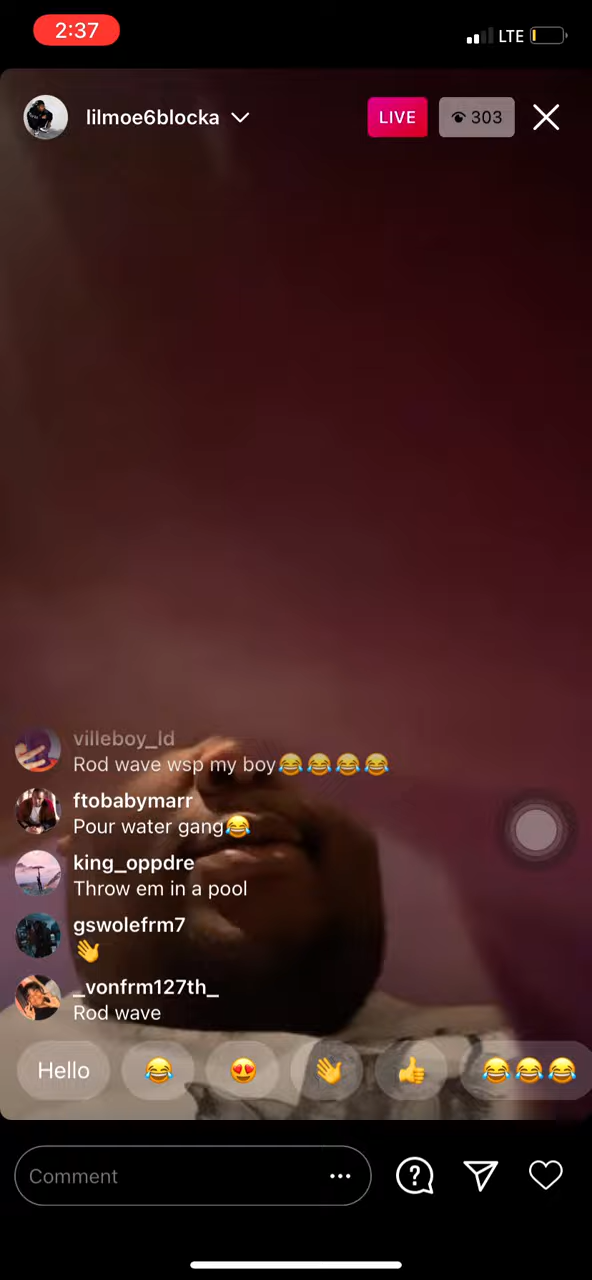 2:37
LTE
lilmoe6blocka
LIVE
303
villeboy_ld
Rod wave wsp my boy😂😂😂😂
ftobabymarr
Pour water gang😂
king_oppdre
Throw em in a pool
gswolefrm7
👋
_vonfrm127th_
Rod wave
Hello 😂 😍 👋 👍 😂😂😂
Comment